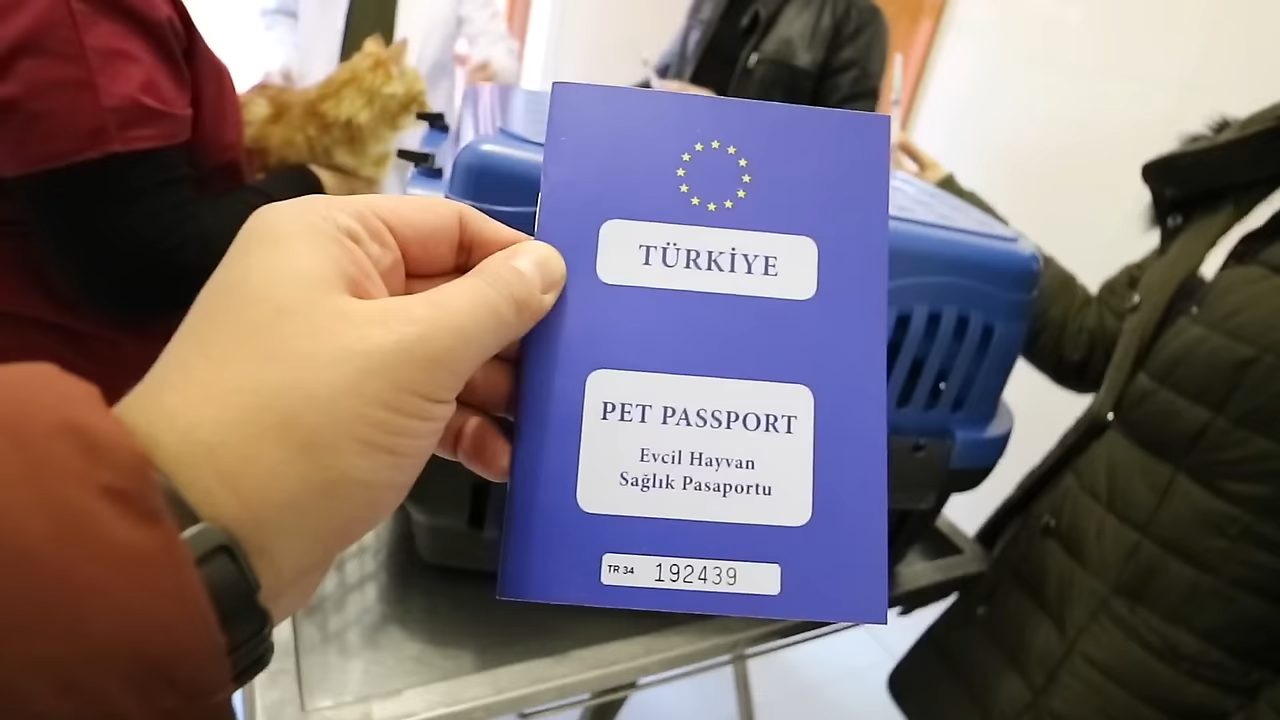 TÜRKİYE
PET PASSPORT
Evcil Hayvan
Sağlık Pasaportu
TR 34 192439